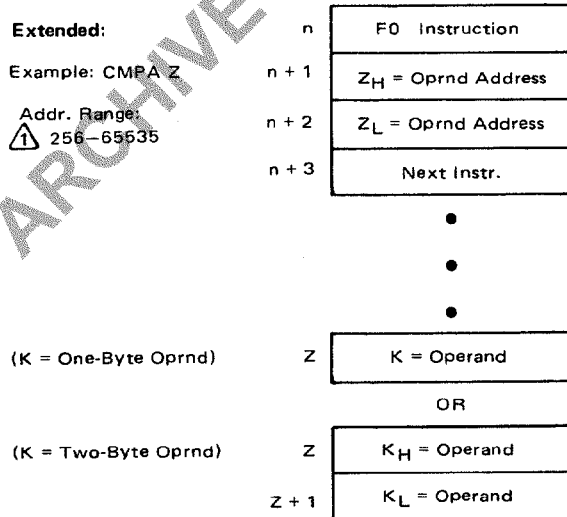 Extended: n F0 Instruction
Example: CMPA Z n + 1 ZH = Oprnd Address
Addr. Range:
1 256–65535 n + 2 ZL = Oprnd Address
n + 3 Next Instr.
(K = One-Byte Oprnd) Z K = Operand
OR
(K = Two-Byte Oprnd) Z KH = Operand
Z + 1 KL = Operand
ARCHIVE